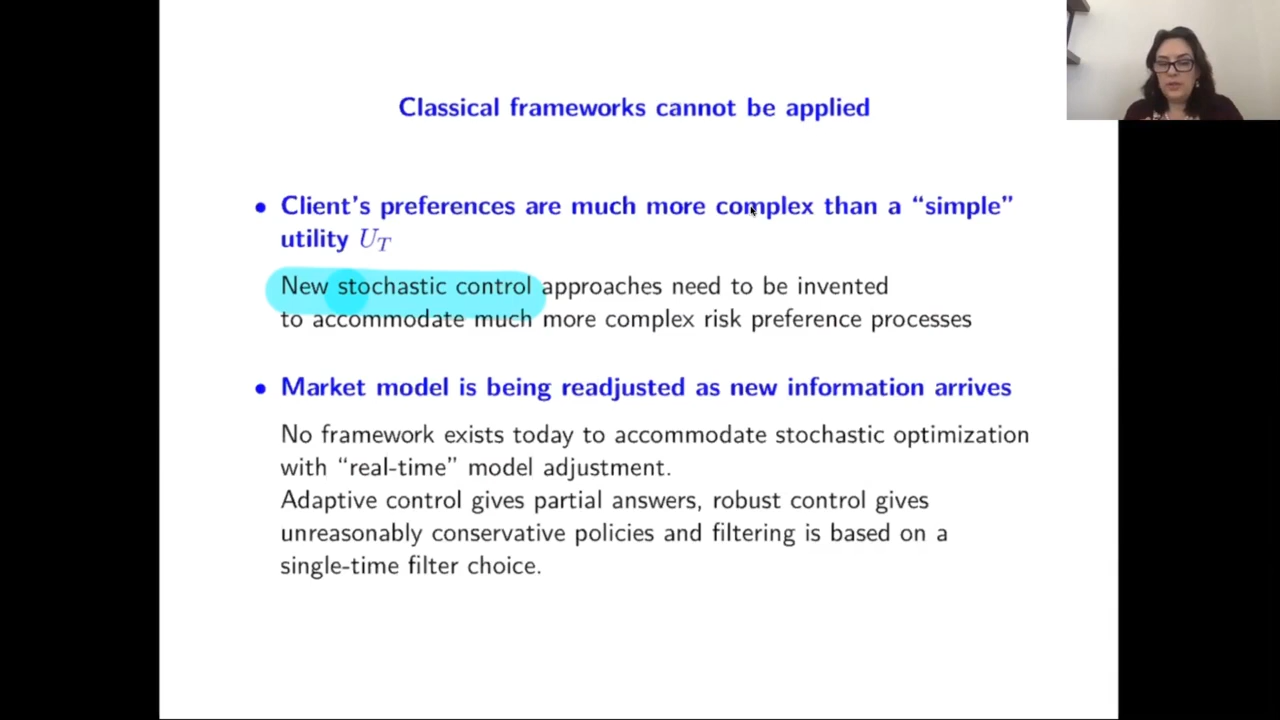 Classical frameworks cannot be applied
• Client's preferences are much more complex than a “simple”
utility U_T
New stochastic control approaches need to be invented
to accommodate much more complex risk preference processes
• Market model is being readjusted as new information arrives
No framework exists today to accommodate stochastic optimization
with “real-time” model adjustment.
Adaptive control gives partial answers, robust control gives
unreasonably conservative policies and filtering is based on a
single-time filter choice.